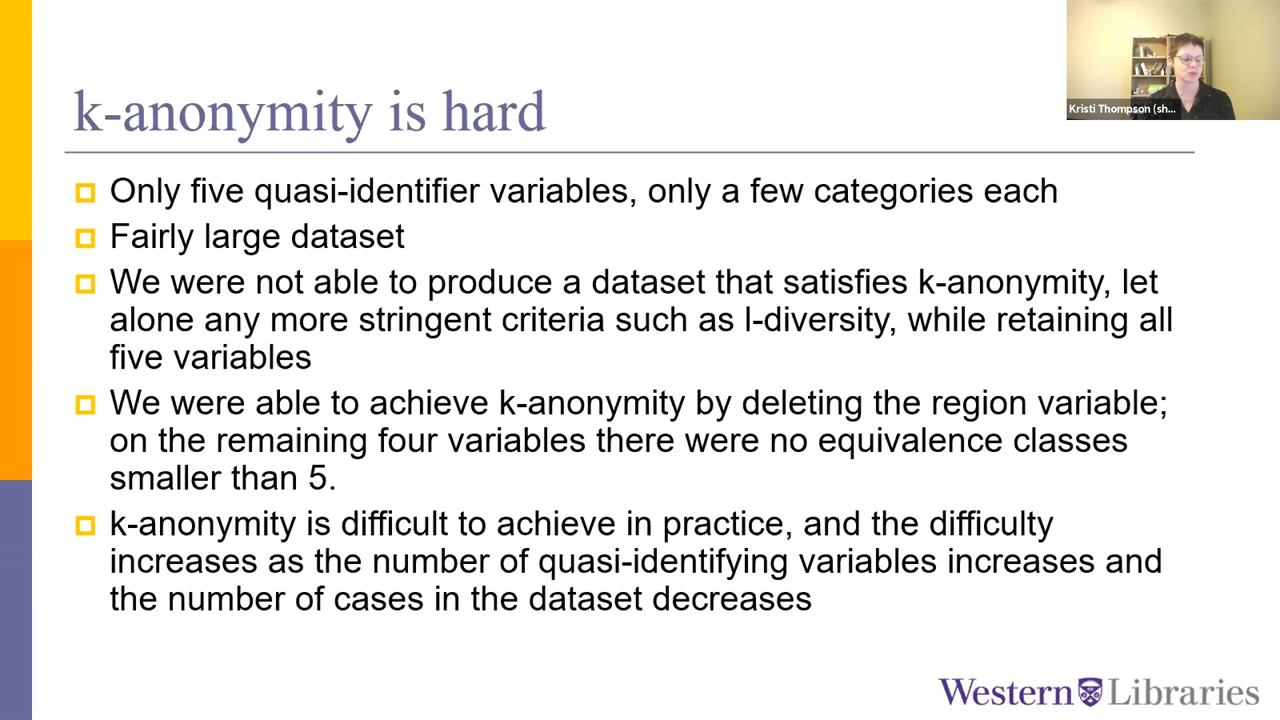 k-anonymity is hard
Kristi Thompson (sh...
Only five quasi-identifier variables, only a few categories each
Fairly large dataset
We were not able to produce a dataset that satisfies k-anonymity, let
alone any more stringent criteria such as l-diversity, while retaining all
five variables
We were able to achieve k-anonymity by deleting the region variable;
on the remaining four variables there were no equivalence classes
smaller than 5.
k-anonymity is difficult to achieve in practice, and the difficulty
increases as the number of quasi-identifying variables increases and
the number of cases in the dataset decreases
Western Libraries